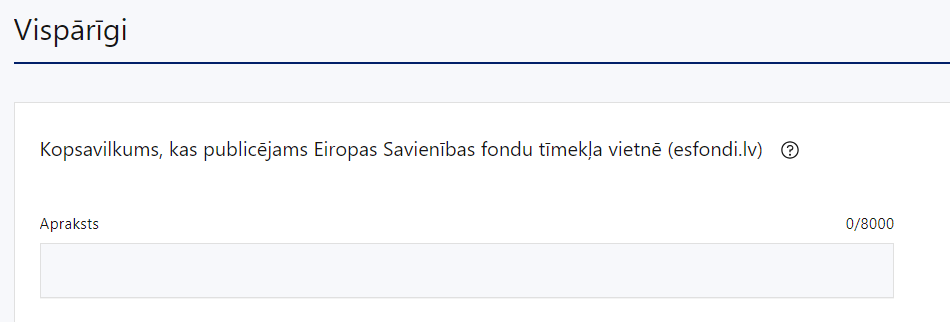 Vispārīgi
Kopsavilkums, kas publicējams Eiropas Savienības fondu tīmekļa vietnē (esfondi.lv) ?
Apraksts 0/8000